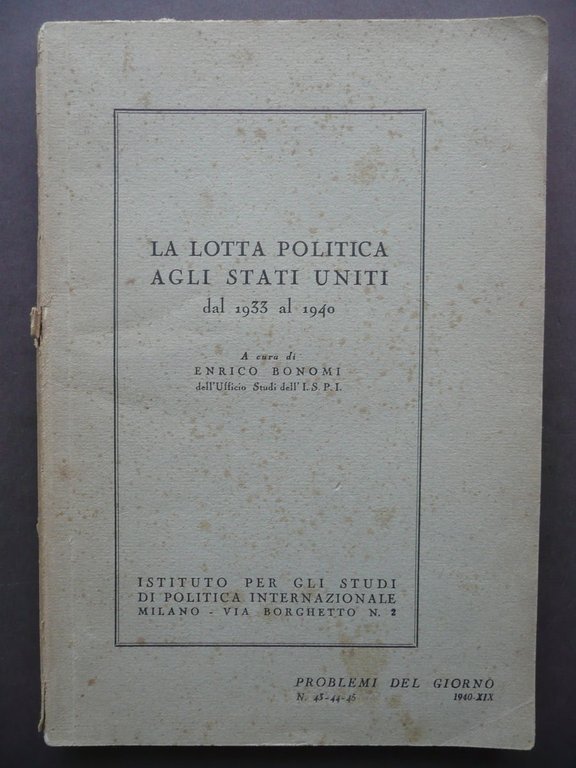 LA LOTTA POLITICA
AGLI STATI UNITI
dal 1933 al 1940
A cura di
ENRICO BONOMI
dell'Ufficio Studi dell'I.S.P.I.
ISTITUTO PER GLI STUDI
DI POLITICA INTERNAZIONALE
MILANO - VIA BORGHETTO N. 2
PROBLEMI DEL GIORNO
N. 43-44-45 1940-XIX